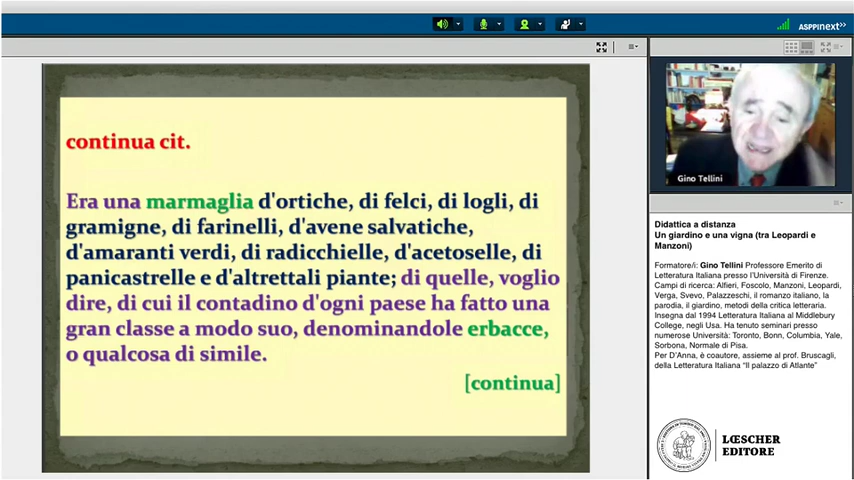 ASPPInext>>
continua cit.
Era una marmaglia d'ortiche, di felci, di logli, di
gramigne, di farinelli, d'avene salvatiche,
d'amaranti verdi, di radicchielle, d'acetoselle, di
panicastrelle e d'altrettali piante; di quelle, voglio
dire, di cui il contadino d'ogni paese ha fatto una
gran classe a modo suo, denominandole erbacce,
o qualcosa di simile.
[continua]
Gino Tellini
Didattica a distanza
Un giardino e una vigna (tra Leopardi e
Manzoni)
Formatore/i: Gino Tellini Professore Emerito di
Letteratura Italiana presso l'Università di Firenze.
Campi di ricerca: Alfieri, Foscolo, Manzoni, Leopardi,
Verga, Svevo, Palazzeschi, il romanzo italiano, la
parodia, il giardino, metodi della critica letteraria.
Insegna dal 1994 Letteratura Italiana al Middlebury
College, negli Usa. Ha tenuto seminari presso
numerose Università: Toronto, Bonn, Columbia, Yale,
Sorbona, Normale di Pisa.
Per D'Anna, è coautore, assieme al prof. Bruscagli,
della Letteratura Italiana "Il palazzo di Atlante"
LŒSCHER
EDITORE